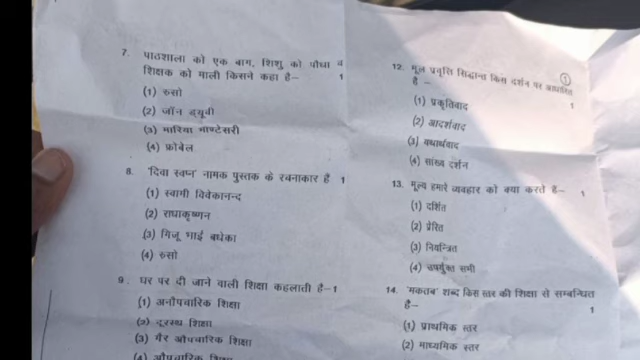 7. पाठशाला को एक बाग, शिशु को पौधा व
शिक्षक को माली किसने कहा है– 1
(1) रुसो
(2) जॉन ड्यूवी
(3) मारिया माण्टेसरी
(4) फ्रोबेल
8. 'दिवा स्वप्न' नामक पुस्तक के रचनाकार है 1
(1) स्वामी विवेकानन्द
(2) राधाकृष्णन
(3) गिजू भाई बधेका
(4) रुसो
9. घर पर दी जाने वाली शिक्षा कहलाती है–1
(1) अनौपचारिक शिक्षा
(2) दूरस्थ शिक्षा
(3) गैर औपचारिक शिक्षा
(4) औपचारिक शिक्षा
12. मूल प्रवृत्ति सिद्धान्त किस दर्शन पर आधारित
है – 1
(1) प्रकृतिवाद
(2) आदर्शवाद
(3) यथार्थवाद
(4) सांख्य दर्शन
13. मूल्य हमारे व्यवहार को क्या करते है– 1
(1) दर्शित
(2) प्रेरित
(3) नियन्त्रित
(4) उपर्युक्त सभी
14. 'मकतब' शब्द किस स्तर की शिक्षा से सम्बन्धित
है– 1
(1) प्राथमिक स्तर
(2) माध्यमिक स्तर